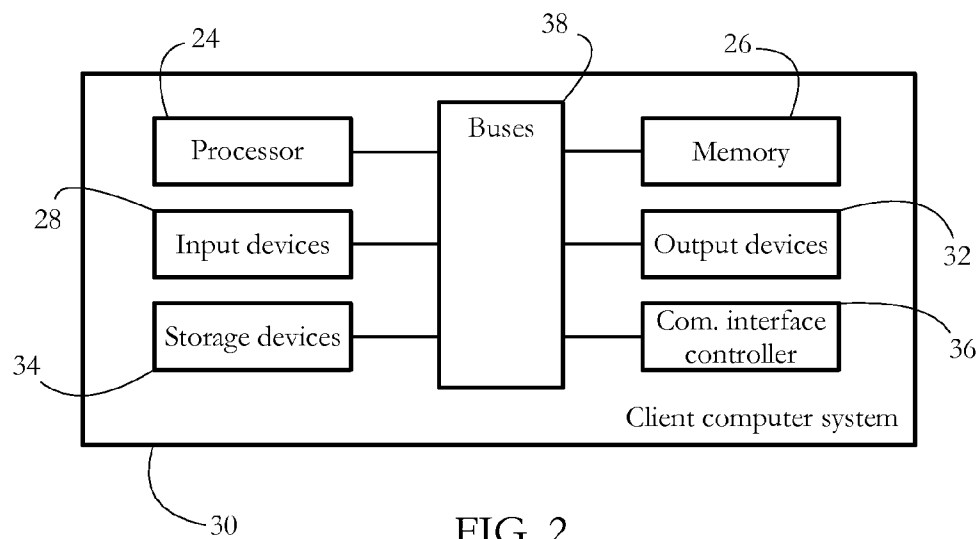 24
38
26
Processor
Buses
Memory
28
Input devices
Output devices
32
Storage devices
Com. interface
controller
34
36
Client computer system
30
FIG. 2